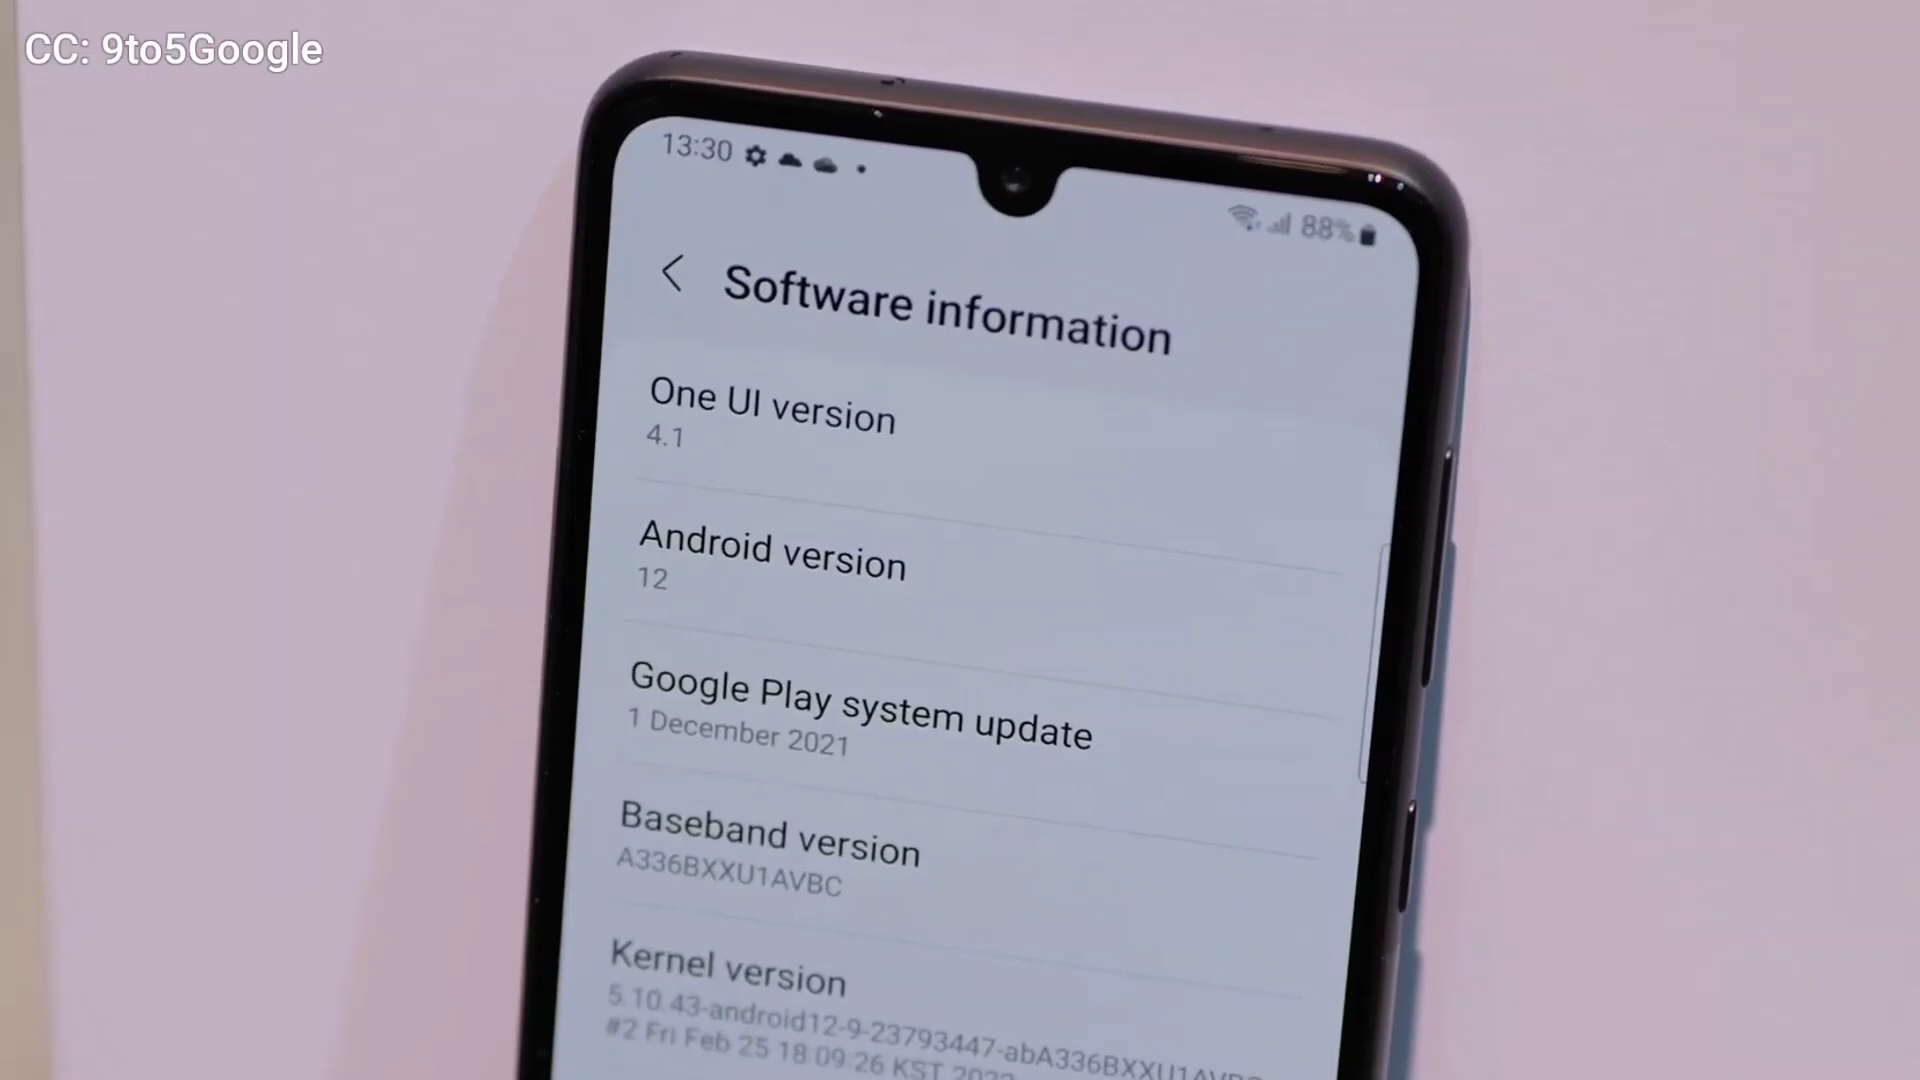 CC: 9to5Google
13:30
88%
Software information
One UI version
4.1
Android version
12
Google Play system update
1 December 2021
Baseband version
A336BXXU1AVBC
Kernel version
5.10.43-android12-9-23793447-abA336BXXU1AVBC
#2 Fri Feb 25 18:09:26 KST 2022